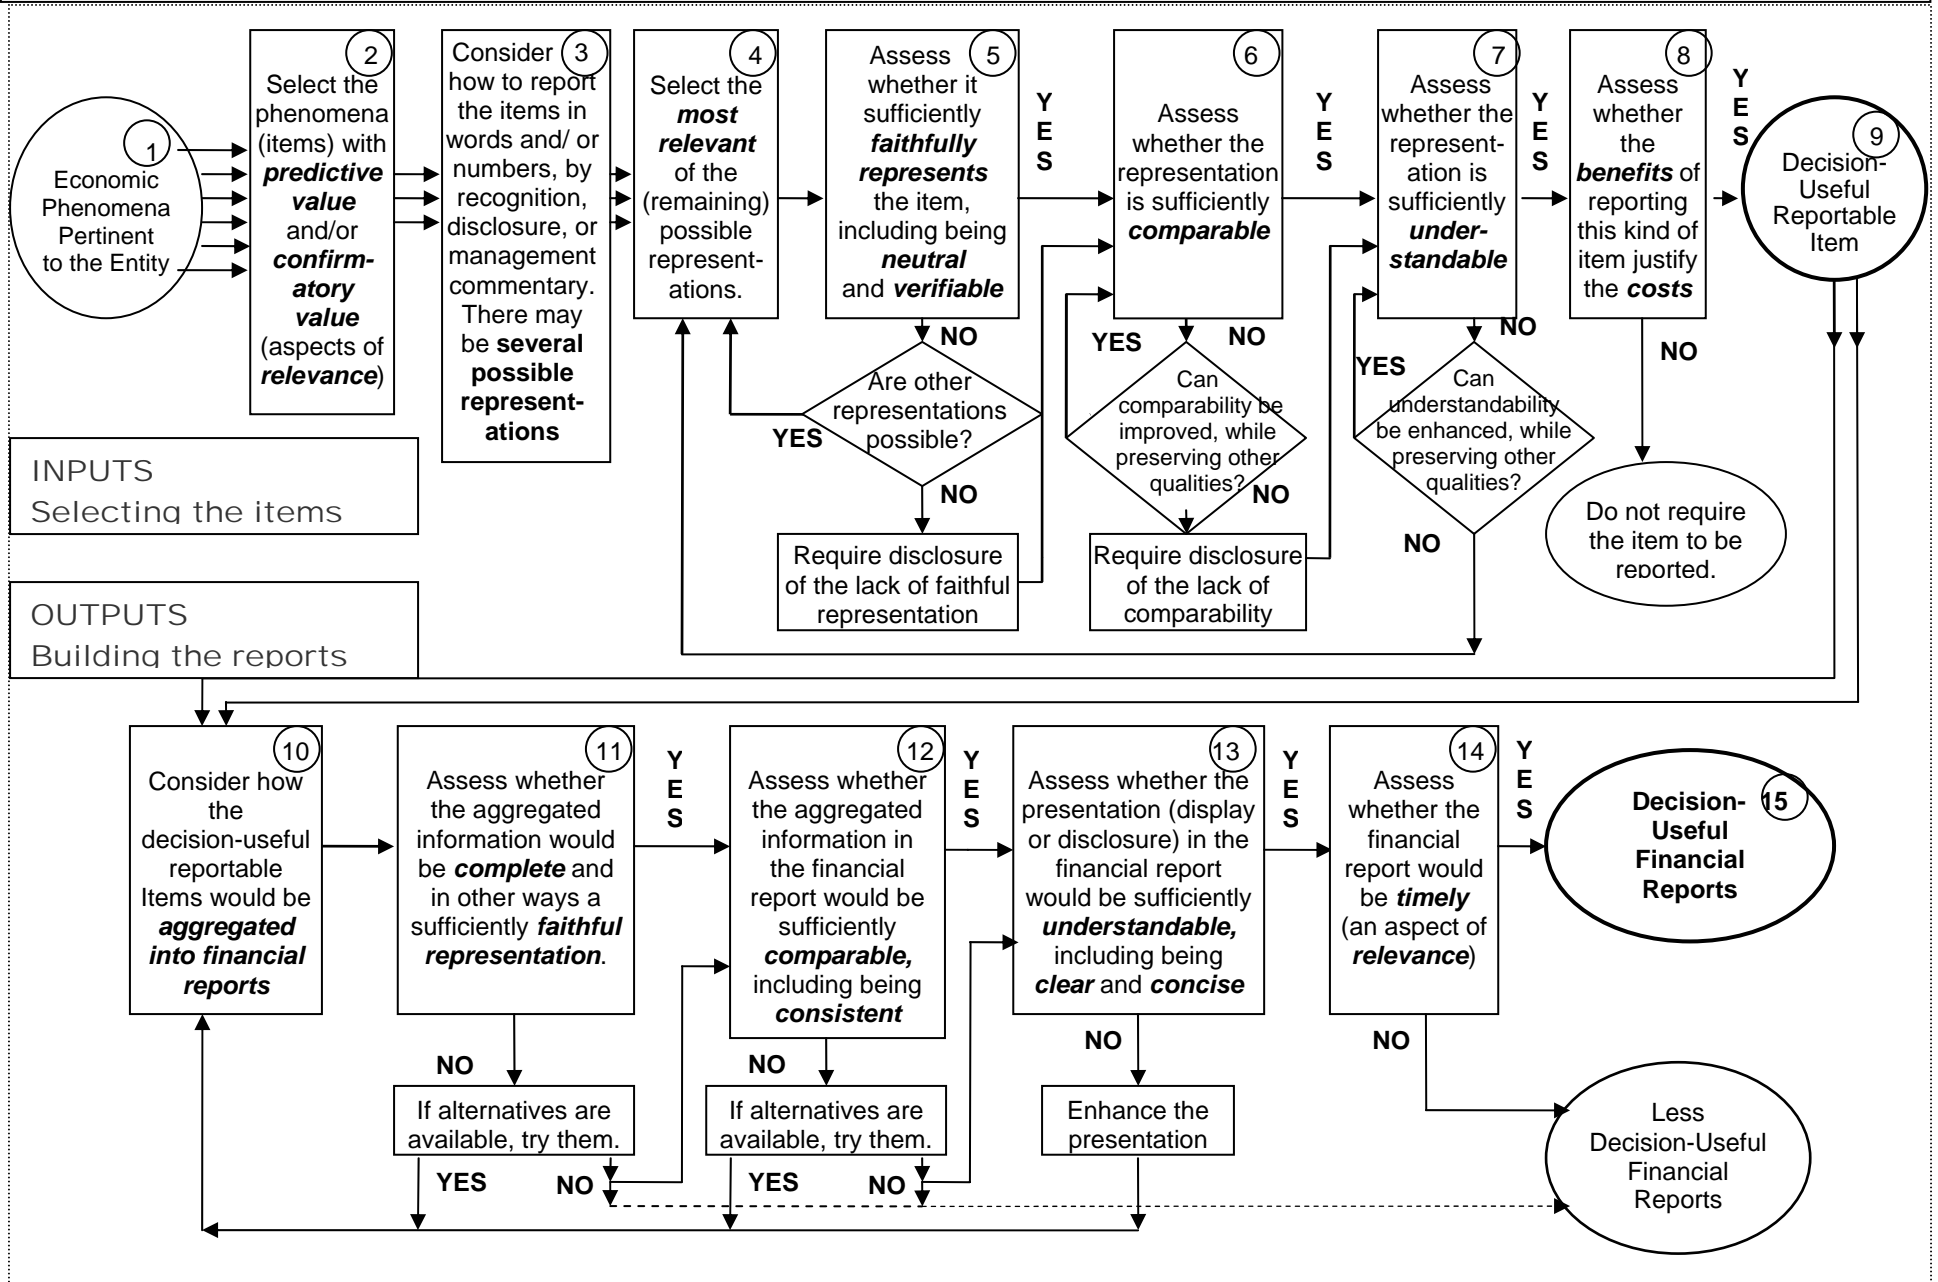 1
Economic
Phenomena
Pertinent
to the Entity
2
Select the
phenomena
(items) with
predictive
value
and/or
confirm-
atory
value
(aspects of
relevance)
Consider 3
how to report
the items in
words and/ or
numbers, by
recognition,
disclosure, or
management
commentary.
There may
be several
possible
represent-
ations
4
Select the
most
relevant
of the
(remaining)
possible
represent-
ations.
5
Assess
whether it
sufficiently
faithfully
represents
the item,
including being
neutral
and verifiable
YES
NO
Are other
representations
possible?
YES
NO
Require disclosure
of the lack of faithful
representation
6
Assess
whether the
representation
is sufficiently
comparable
YES
YES
NO
Can
comparability be
improved, while
preserving other
qualities?
NO
Require disclosure
of the lack of
comparability
7
Assess
whether the
represent-
ation is
sufficiently
under-
standable
YES
NO
YES
Can
understandability
be enhanced, while
preserving other
qualities?
NO
8
Assess
whether
the
benefits of
reporting
this kind of
item justify
the costs
YES
NO
Do not require
the item to be
reported.
9
Decision-
Useful
Reportable
Item
INPUTS
Selecting the items
OUTPUTS
Building the reports
10
Consider how
the
decision-useful
reportable
Items would be
aggregated
into financial
reports
11
Assess whether
the aggregated
information would
be complete and
in other ways a
sufficiently faithful
representation.
YES
NO
If alternatives are
available, try them.
YES
NO
12
Assess whether
the aggregated
information in
the financial
report would be
sufficiently
comparable,
including being
consistent
YES
NO
If alternatives are
available, try them.
YES
NO
13
Assess whether the
presentation (display
or disclosure) in the
financial report
would be sufficiently
understandable,
including being
clear and concise
YES
NO
Enhance the
presentation
14
Assess
whether the
financial
report would
be timely
(an aspect of
relevance)
YES
NO
15
Decision-
Useful
Financial
Reports
Less
Decision-Useful
Financial
Reports